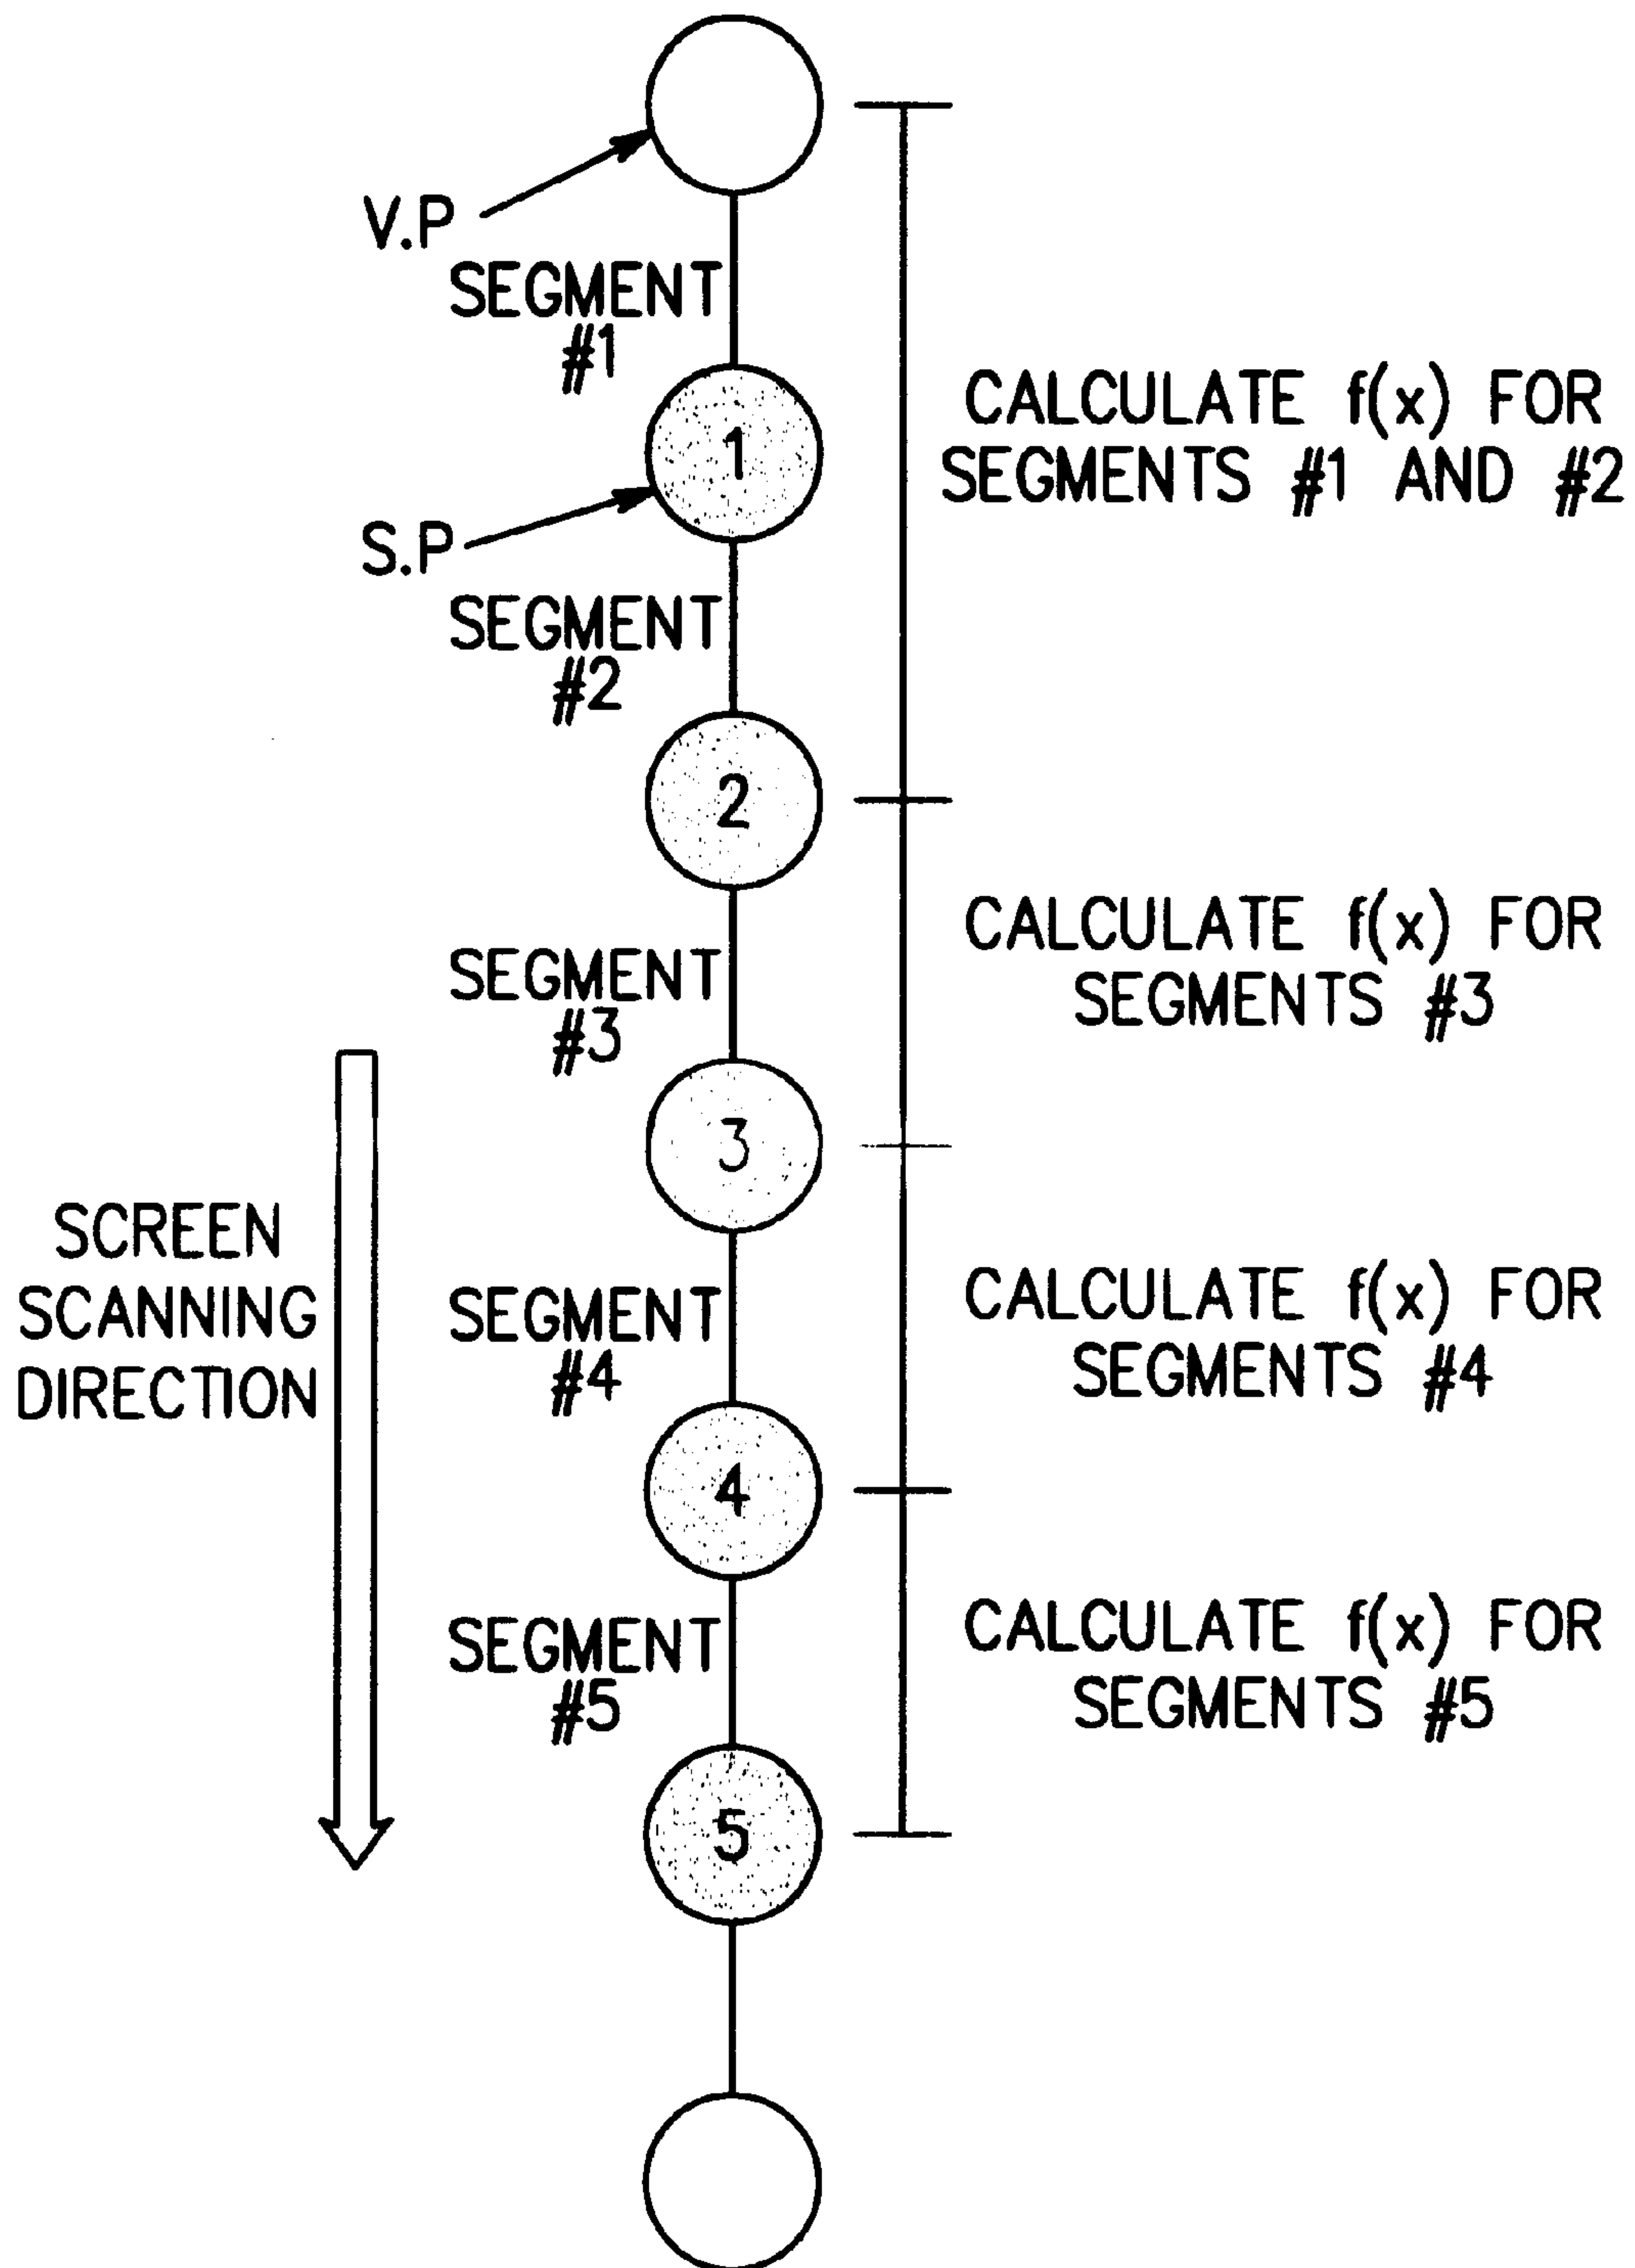 V.P
SEGMENT
#1
1
CALCULATE f(x) FOR
SEGMENTS #1 AND #2
S.P
SEGMENT
#2
2
CALCULATE f(x) FOR
SEGMENTS #3
SEGMENT
#3
3
SCREEN
SCANNING
DIRECTION
CALCULATE f(x) FOR
SEGMENTS #4
SEGMENT
#4
4
CALCULATE f(x) FOR
SEGMENTS #5
SEGMENT
#5
5